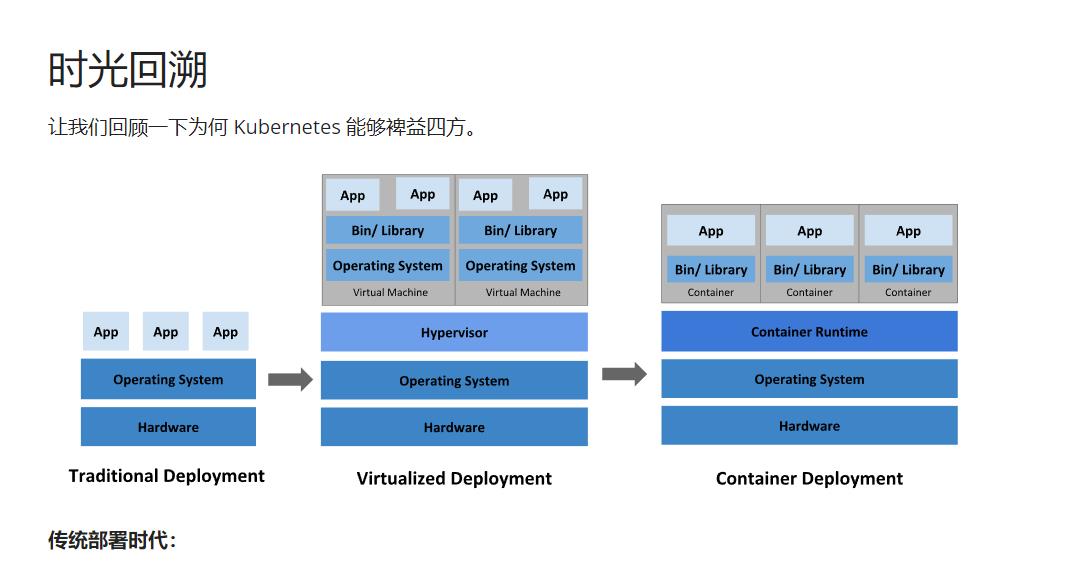 时光回溯
让我们回顾一下为何 Kubernetes 能够裨益四方。
App App App
Operating System
Hardware
Traditional Deployment
App App App App
Bin/ Library Bin/ Library
Operating System Operating System
Virtual Machine Virtual Machine
Hypervisor
Operating System
Hardware
Virtualized Deployment
App App App
Bin/ Library Bin/ Library Bin/ Library
Container Container Container
Container Runtime
Operating System
Hardware
Container Deployment
传统部署时代：